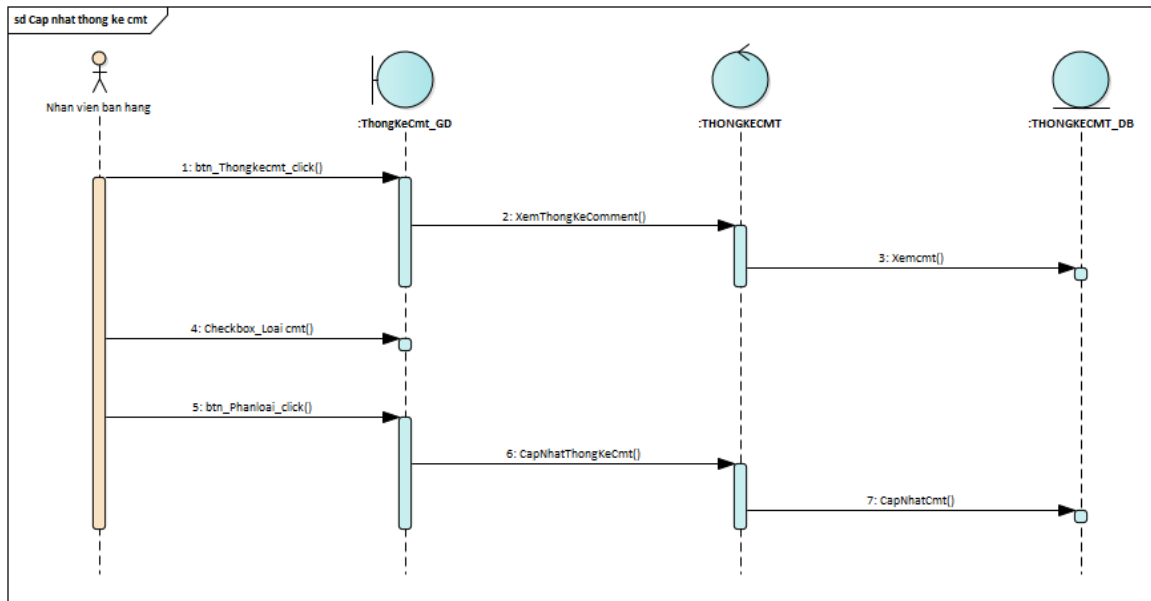 sd Cap nhat thong ke cmt
Nhan vien ban hang
:ThongKeCmt_GD
:THONGKECMT
:THONGKECMT_DB
1: btn_Thongkecmt_click()
2: XemThongKeComment()
3: Xemcmt()
4: Checkbox_Loai cmt()
5: btn_Phanloai_click()
6: CapNhatThongKeCmt()
7: CapNhatCmt()